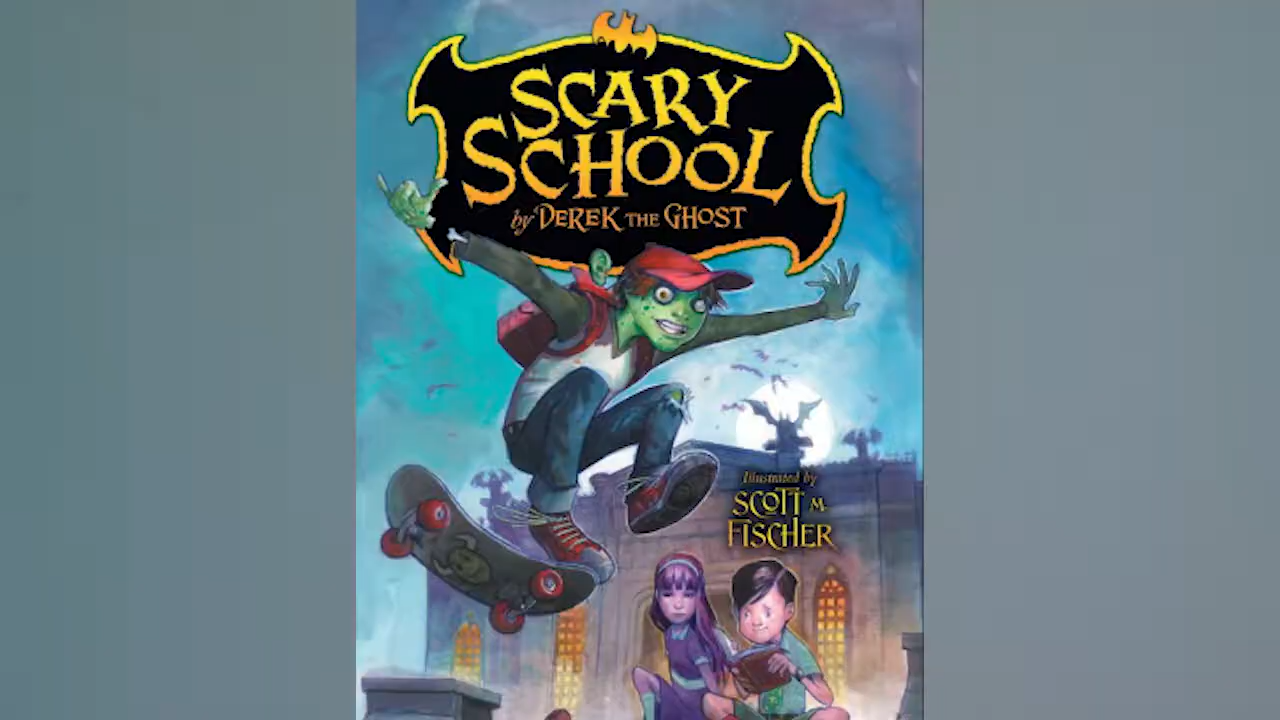 SCARY
SCHOOL
by DEREK THE GHOST
Illustrated by
SCOTT M.
FISCHER